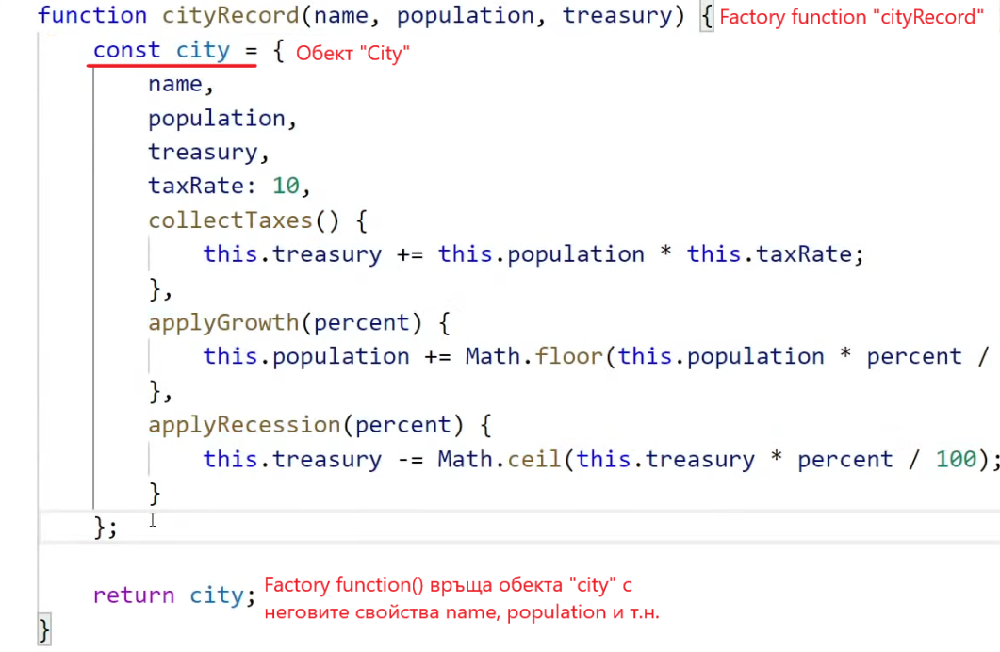 function cityRecord(name, population, treasury) { Factory function "cityRecord"
const city = { Обект "City"
name,
population,
treasury,
taxRate: 10,
collectTaxes() {
this.treasury += this.population * this.taxRate;
},
applyGrowth(percent) {
this.population += Math.floor(this.population * percent /
},
applyRecession(percent) {
this.treasury -= Math.ceil(this.treasury * percent / 100);
}
};
return city; Factory function() връща обекта "city" с
неговите свойства name, population и т.н.
}